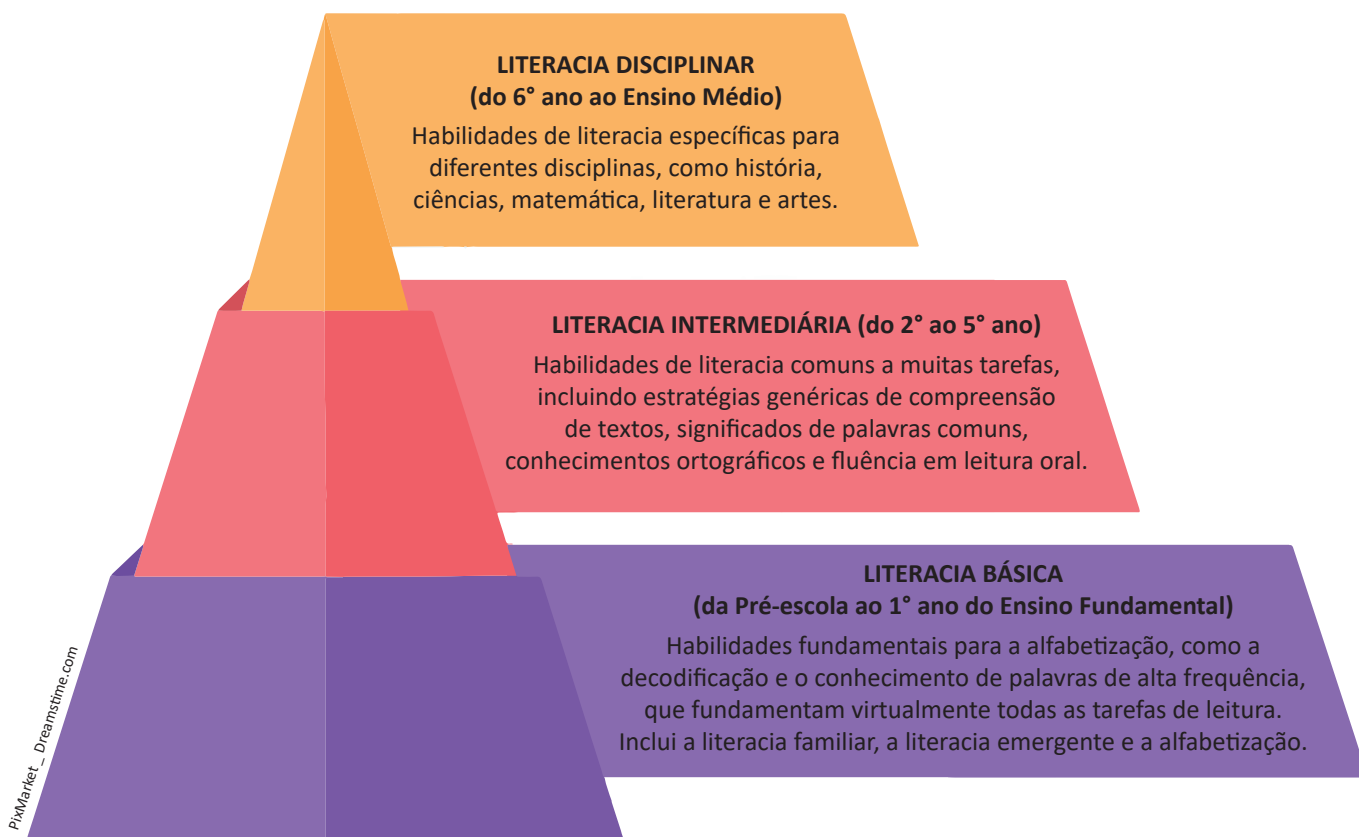 LITERACIA DISCIPLINAR
(do 6° ano ao Ensino Médio)
Habilidades de literacia específicas para
diferentes disciplinas, como história,
ciências, matemática, literatura e artes.
LITERACIA INTERMEDIÁRIA (do 2° ao 5° ano)
Habilidades de literacia comuns a muitas tarefas,
incluindo estratégias genéricas de compreensão
de textos, significados de palavras comuns,
conhecimentos ortográficos e fluência em leitura oral.
LITERACIA BÁSICA
(da Pré-escola ao 1° ano do Ensino Fundamental)
Habilidades fundamentais para a alfabetização, como a
decodificação e o conhecimento de palavras de alta frequência,
que fundamentam virtualmente todas as tarefas de leitura.
Inclui a literacia familiar, a literacia emergente e a alfabetização.
PixMarket _ Dreamstime.com